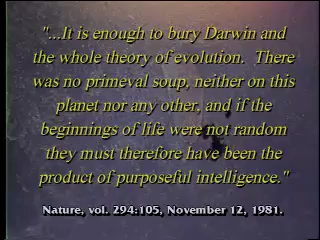 "...It is enough to bury Darwin and
the whole theory of evolution.  There
was no primeval soup, neither on this
planet nor any other, and if the
beginnings of life were not random
they must therefore have been the
product of purposeful intelligence."
Nature, vol. 294:105, November 12, 1981.